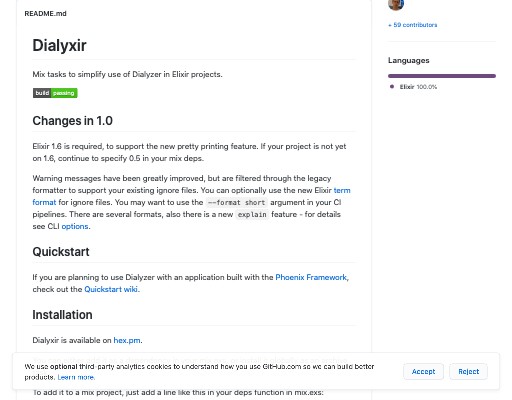 README.md
+ 59 contributors
Dialyxir
Mix tasks to simplify use of Dialyzer in Elixir projects.
build passing
Languages
Elixir 100.0%
Changes in 1.0
Elixir 1.6 is required, to support the new pretty printing feature. If your project is not yet
on 1.6, continue to specify 0.5 in your mix deps.
Warning messages have been greatly improved, but are filtered through the legacy
formatter to support your existing ignore files. You can optionally use the new Elixir term
format for ignore files. You may want to use the --format short argument in your CI
pipelines. There are several formats, also there is a new explain feature - for details
see CLI options.
Quickstart
If you are planning to use Dialyzer with an application built with the Phoenix Framework,
check out the Quickstart wiki.
Installation
Dialyxir is available on hex.pm.
We use optional third-party analytics cookies to understand how you use GitHub.com so we can build better
products. Learn more.
Accept
Reject
To add it to a mix project, just add a line like this in your deps function in mix.exs: